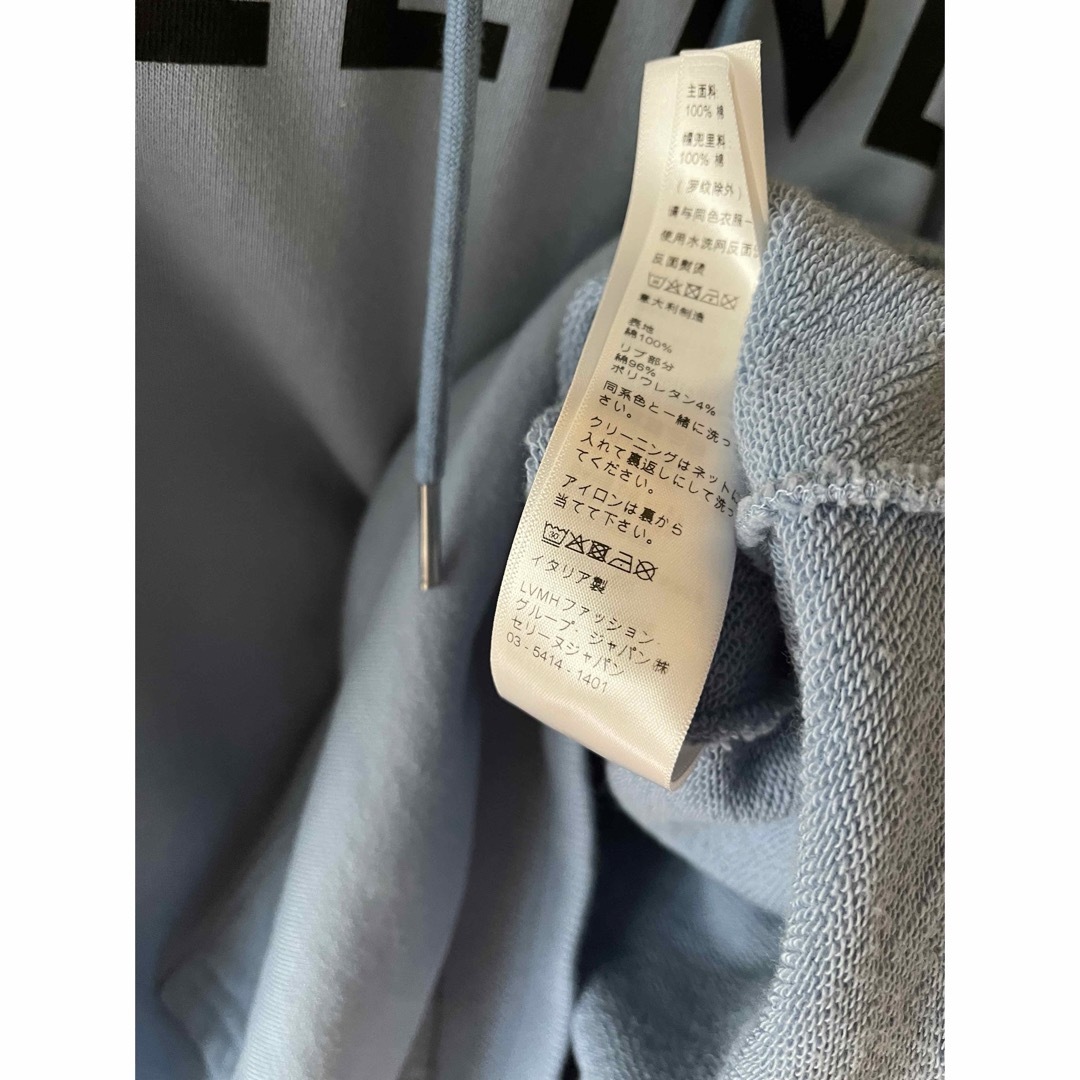 主面料
100% 棉
帽兜里料
100% 棉
(罗纹除外)
请与同色衣照一
使用水洗网反面
反面熨烫
意大利制造
表地
綿100%
リブ部分
綿96%
ポリウレタン4%
同系色と一緒に洗っ
さい。
クリーニングはネットに
入れて裏返しにして洗っ
てください。
アイロンは裏から
当てて下さい。
30
イタリア製
LVMHファッション・
グループ・ジャパン㈱
セリーヌジャパン
03 - 5414 - 1401